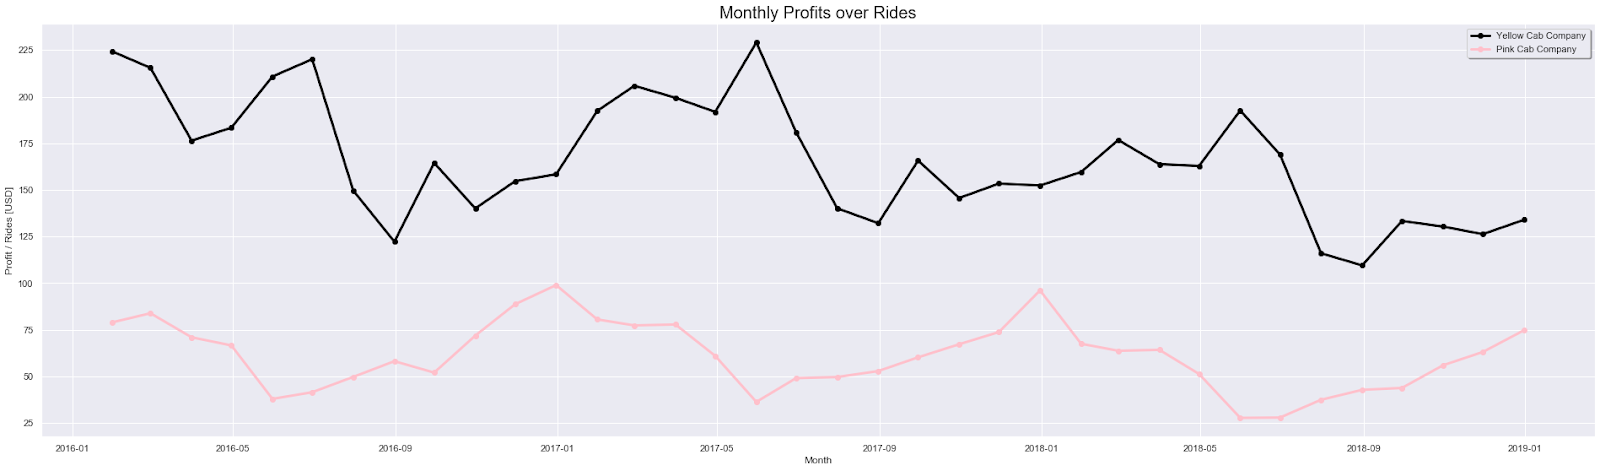 Monthly Profits over Rides
Yellow Cab Company
Pink Cab Company
225
200
175
150
125
100
75
50
25
Profit / Rides [USD]
2016-01 2016-05 2016-09 2017-01 2017-05 2017-09 2018-01 2018-05 2018-09 2019-01
Month